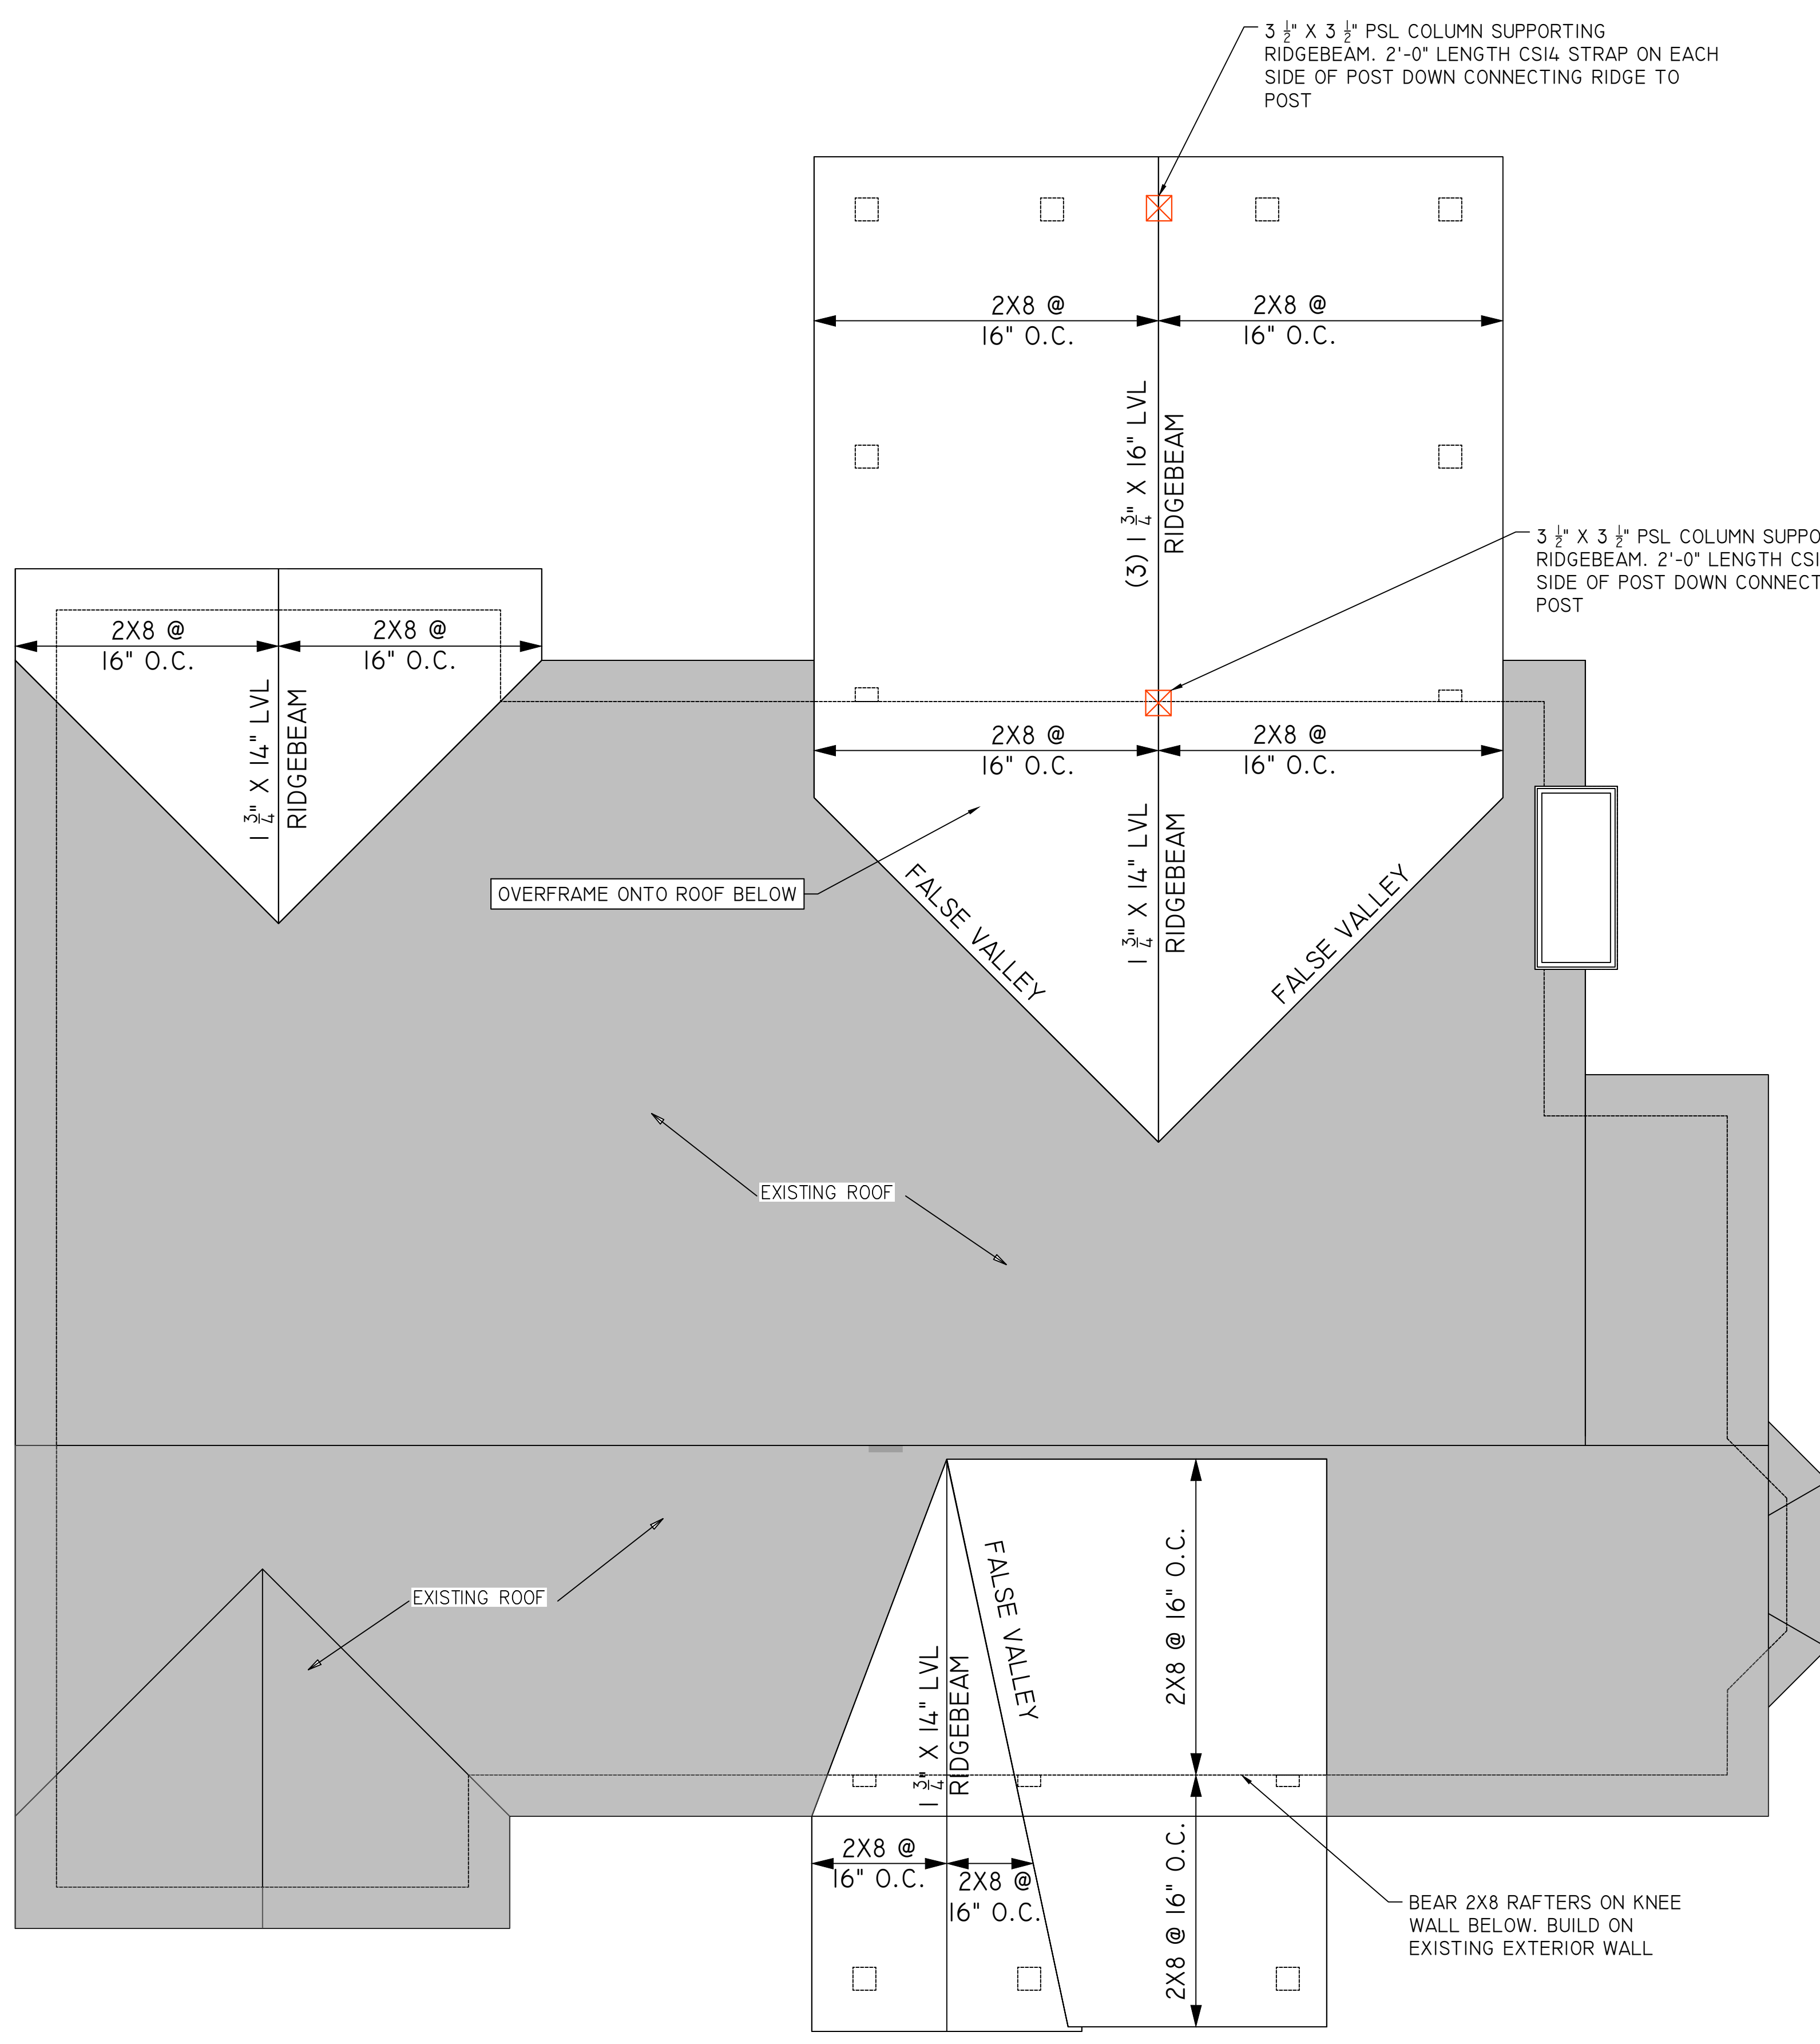 3 1/2" X 3 1/2" PSL COLUMN SUPPORTING
RIDGEBEAM. 2'-0" LENGTH CS14 STRAP ON EACH
SIDE OF POST DOWN CONNECTING RIDGE TO
POST
2X8 @
16" O.C.
2X8 @
16" O.C.
(3) 1 3/4" X 16" LVL
RIDGEBEAM
3 1/2" X 3 1/2" PSL COLUMN SUPPO
RIDGEBEAM. 2'-0" LENGTH CS1
SIDE OF POST DOWN CONNECT
POST
2X8 @
16" O.C.
2X8 @
16" O.C.
1 3/4" X 14" LVL
RIDGEBEAM
2X8 @
16" O.C.
2X8 @
16" O.C.
1 3/4" X 14" LVL
RIDGEBEAM
OVERFRAME ONTO ROOF BELOW
FALSE VALLEY
FALSE VALLEY
EXISTING ROOF
EXISTING ROOF
FALSE VALLEY
1 3/4" X 14" LVL
RIDGEBEAM
2X8 @ 16" O.C.
2X8 @ 16" O.C.
2X8 @
16" O.C.
2X8 @
16" O.C.
BEAR 2X8 RAFTERS ON KNEE
WALL BELOW. BUILD ON
EXISTING EXTERIOR WALL